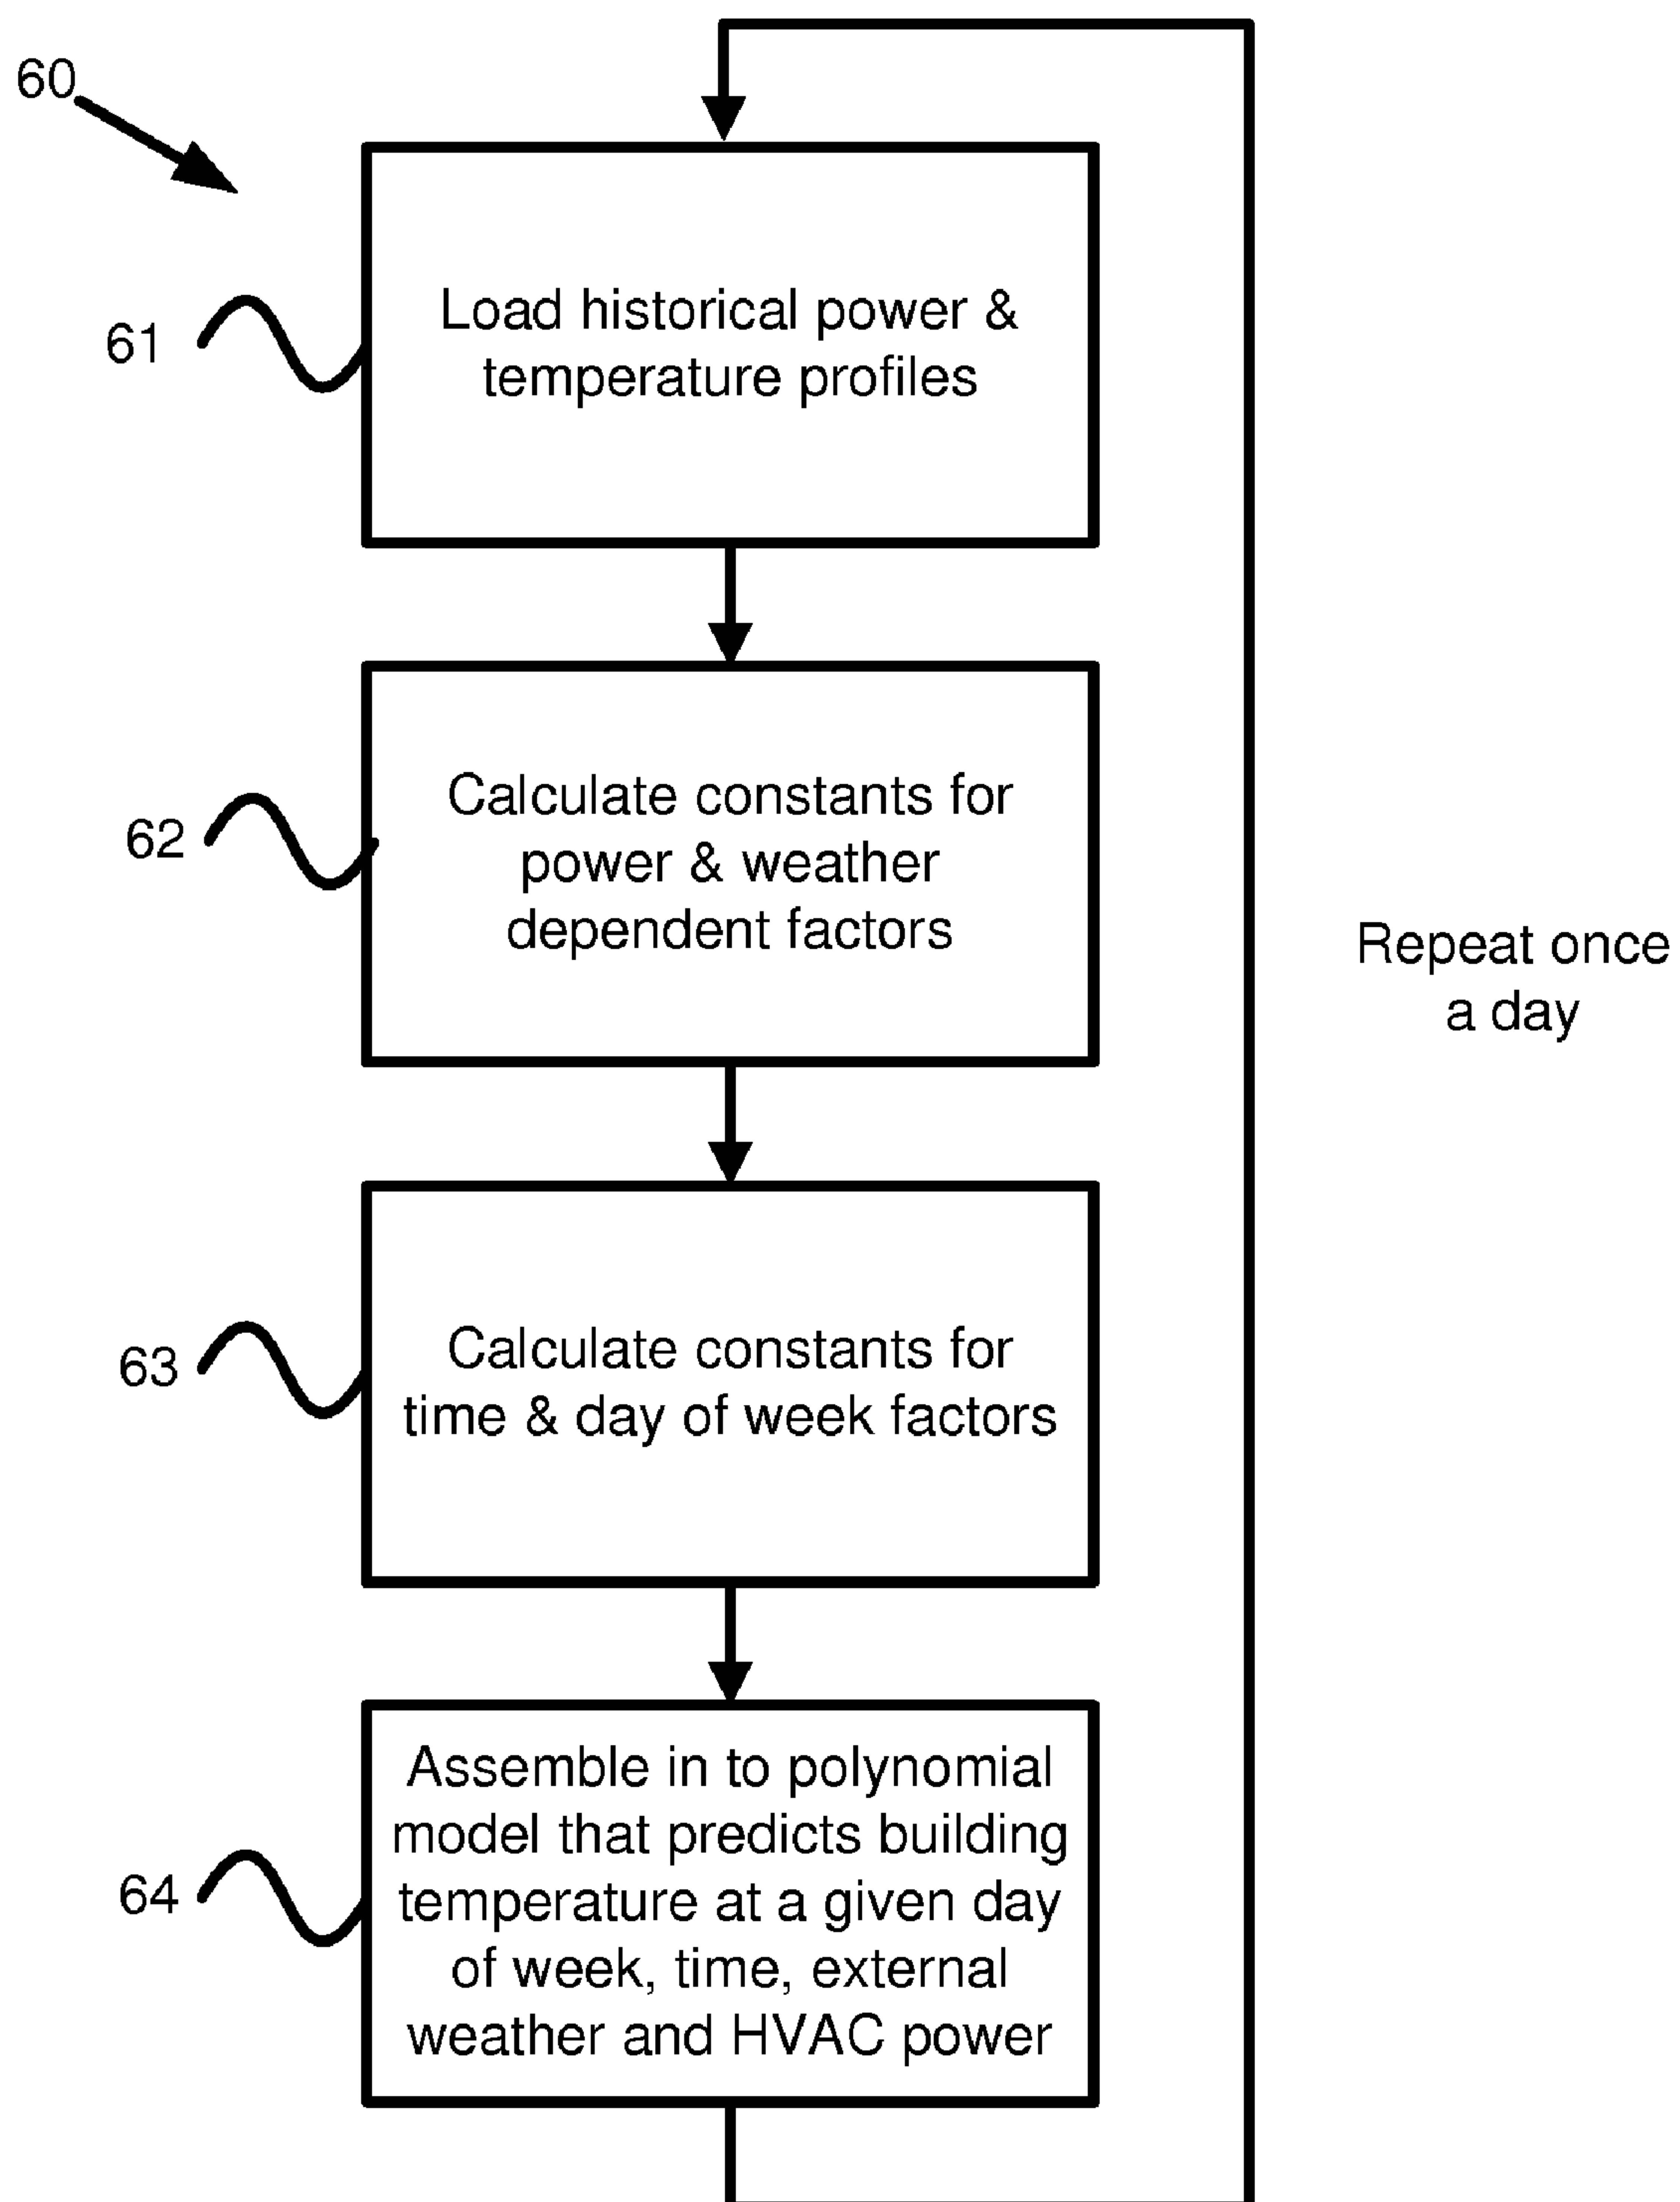 60
61
Load historical power &
temperature profiles
62
Calculate constants for
power & weather
dependent factors
Repeat once
a day
63
Calculate constants for
time & day of week factors
64
Assemble in to polynomial
model that predicts building
temperature at a given day
of week, time, external
weather and HVAC power